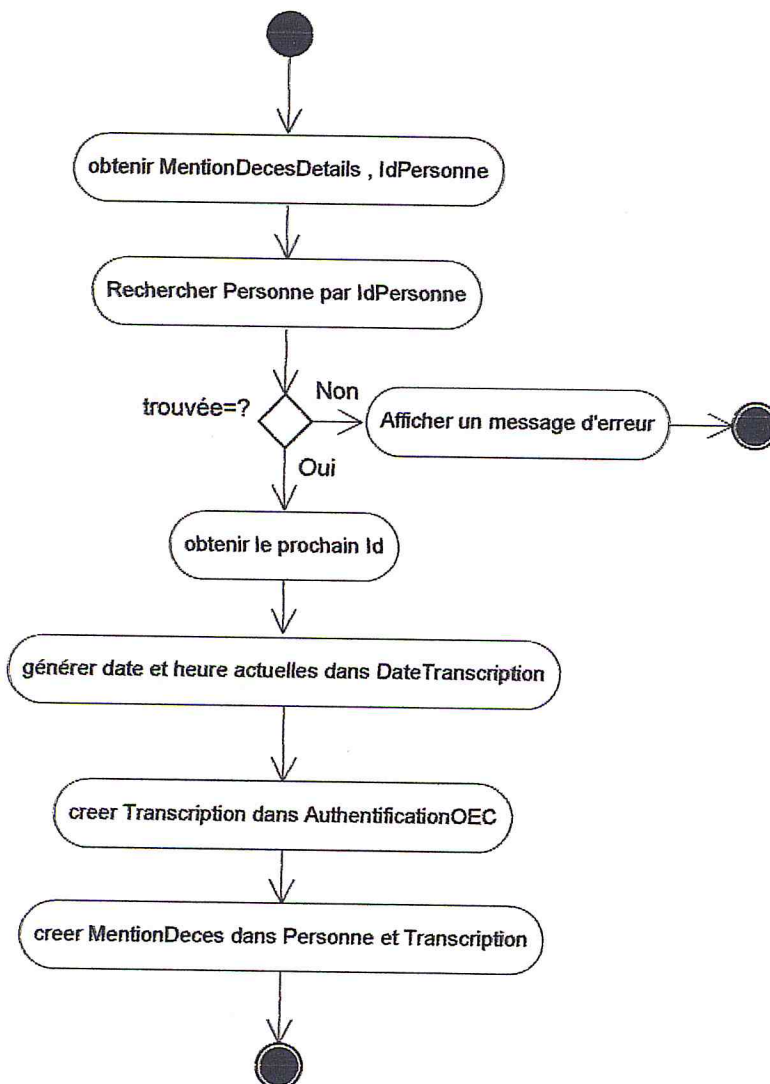 obtenir MentionDecesDetails , IdPersonne
Rechercher Personne par IdPersonne
trouvée=?
Non
Afficher un message d'erreur
Oui
obtenir le prochain Id
générer date et heure actuelles dans DateTranscription
creer Transcription dans AuthentificationOEC
creer MentionDeces dans Personne et Transcription